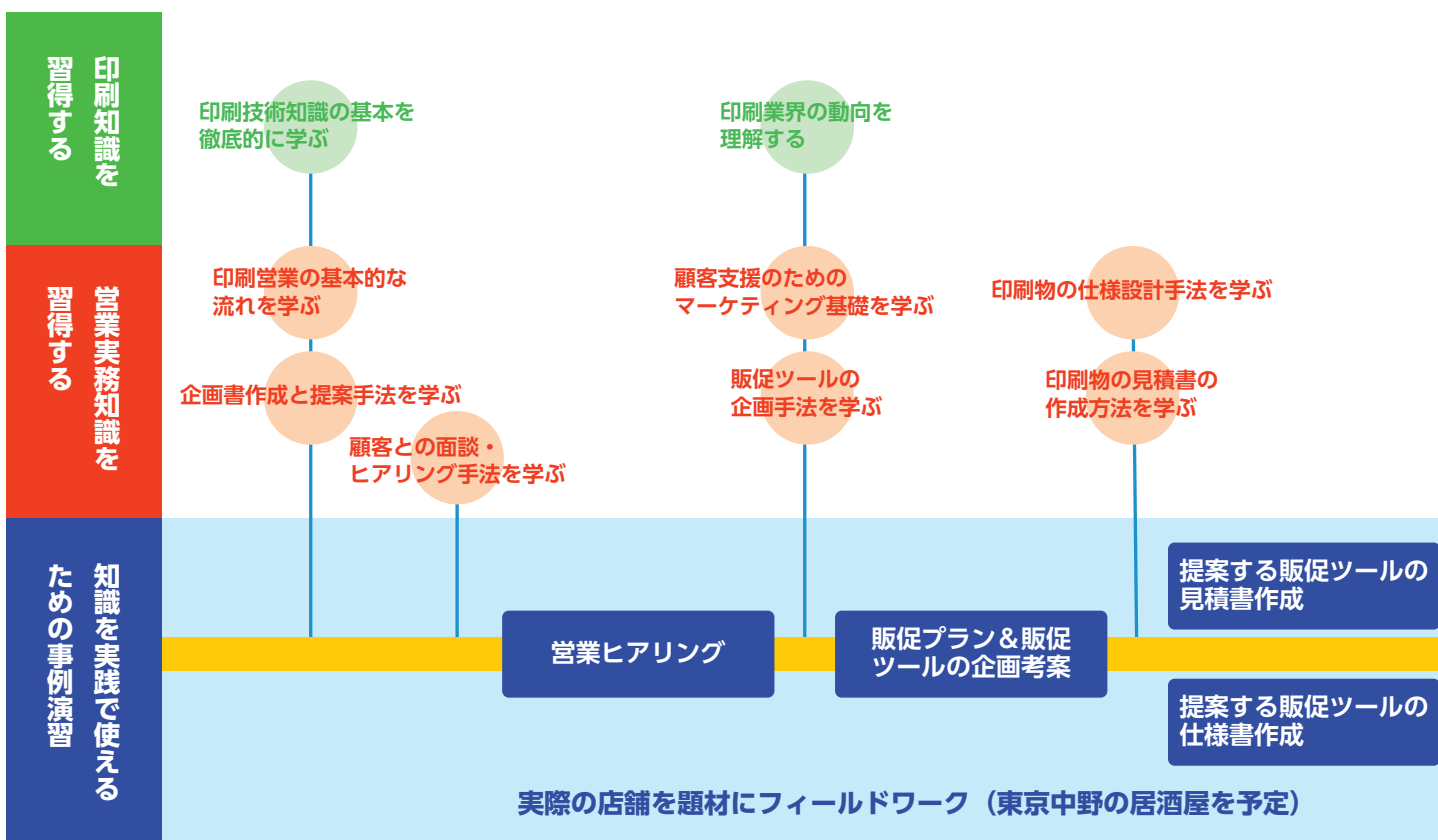 印刷知識を
習得する
印刷技術知識の基本を
徹底的に学ぶ
印刷業界の動向を
理解する
営業実務知識を
習得する
印刷営業の基本的な
流れを学ぶ
顧客支援のための
マーケティング基礎を学ぶ
印刷物の仕様設計手法を学ぶ
企画書作成と提案手法を学ぶ
販促ツールの
企画手法を学ぶ
印刷物の見積書の
作成方法を学ぶ
顧客との面談・
ヒアリング手法を学ぶ
知識を実践で使える
ための事例演習
営業ヒアリング
販促プラン＆販促
ツールの企画考案
提案する販促ツールの
見積書作成
提案する販促ツールの
仕様書作成
実際の店舗を題材にフィールドワーク（東京中野の居酒屋を予定）